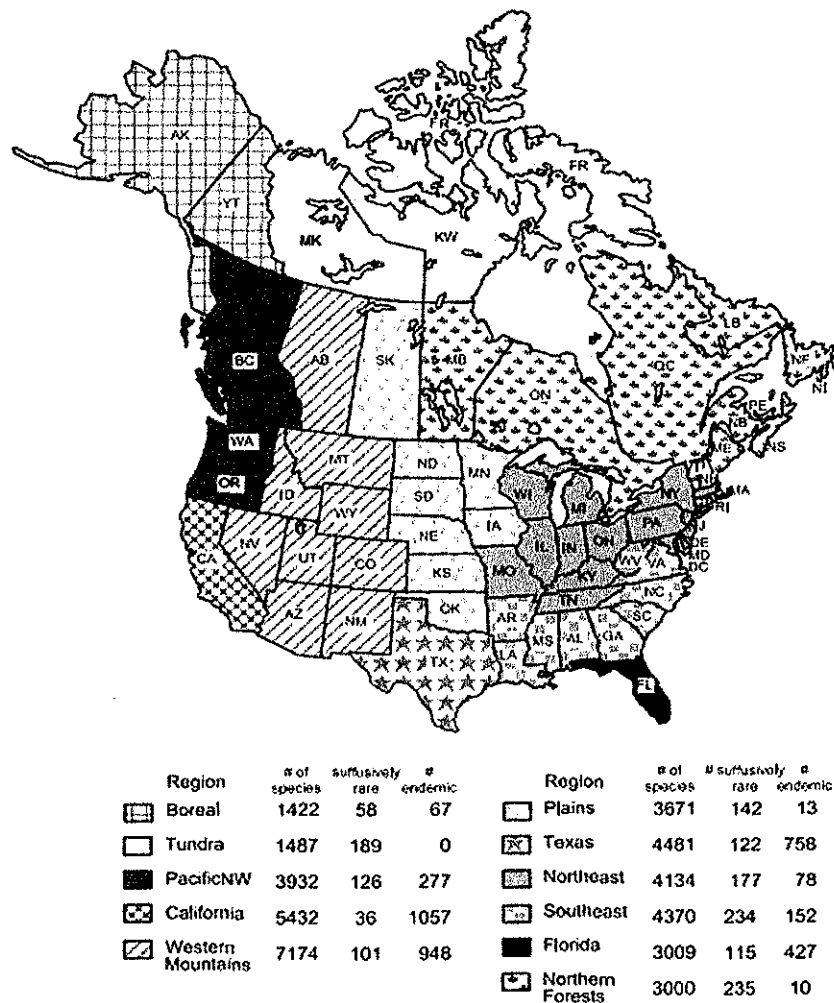 FR
FR
AK
YT
MK
KW
BC
AB
SK
MB
ON
QC
LB
NF
NI
PE
NB
NS
ME
WA
OR
MT
ND
MN
ID
WY
SD
WI
MI
NY
MA
RI
CA
NV
UT
CO
NE
IA
IL
IN
OH
PA
J
DE
MD
DC
KS
MO
KY
WV
VA
AZ
NM
OK
AR
TN
NC
SC
TX
LA
MS
AL
GA
FL
Region # of species suffusively rare # endemic
Boreal 1422 58 67
Tundra 1487 189 0
PacificNW 3932 126 277
California 5432 36 1057
Western Mountains 7174 101 948
Region # of species # suffusively rare # endemic
Plains 3671 142 13
Texas 4481 122 758
Northeast 4134 177 78
Southeast 4370 234 152
Florida 3009 115 427
Northern Forests 3000 235 10